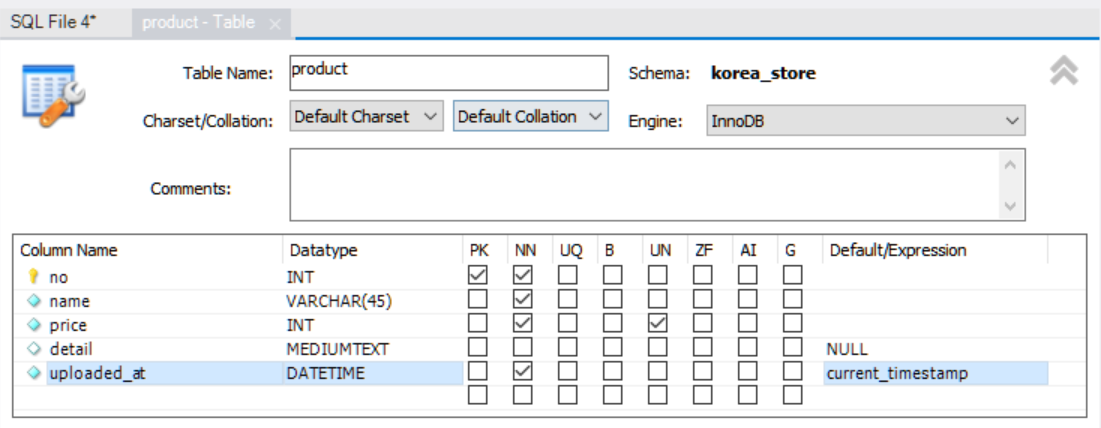 SQL File 4*   product - Table ×
Table Name: product   Schema: korea_store
Charset/Collation: Default Charset   Default Collation   Engine: InnoDB
Comments:
Column Name   Datatype   PK   NN   UQ   B   UN   ZF   AI   G   Default/Expression
no   INT
name   VARCHAR(45)
price   INT
detail   MEDIUMTEXT   NULL
uploaded_at   DATETIME   current_timestamp